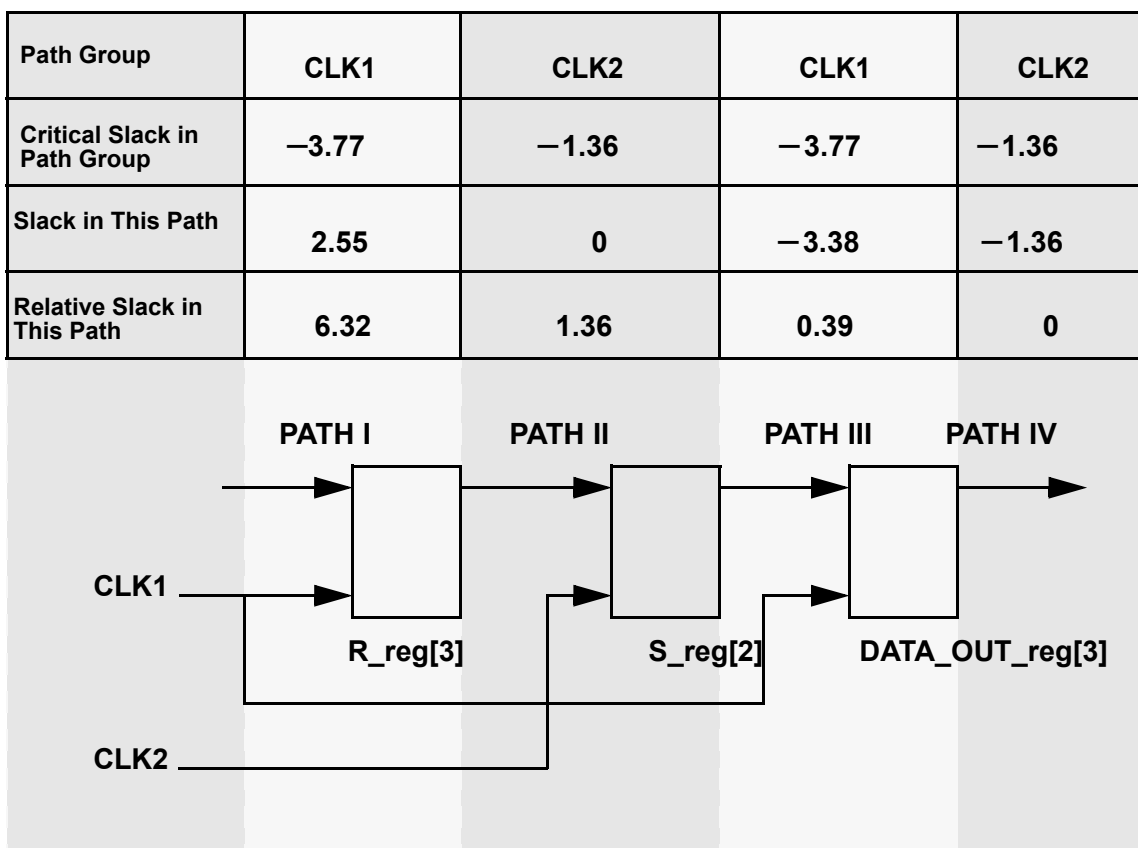 Path Group
CLK1
CLK2
CLK1
CLK2
Critical Slack in
Path Group
−3.77
−1.36
−3.77
−1.36
Slack in This Path
2.55
0
−3.38
−1.36
Relative Slack in
This Path
6.32
1.36
0.39
0
PATH I
PATH II
PATH III
PATH IV
CLK1
R_reg[3]
S_reg[2]
DATA_OUT_reg[3]
CLK2